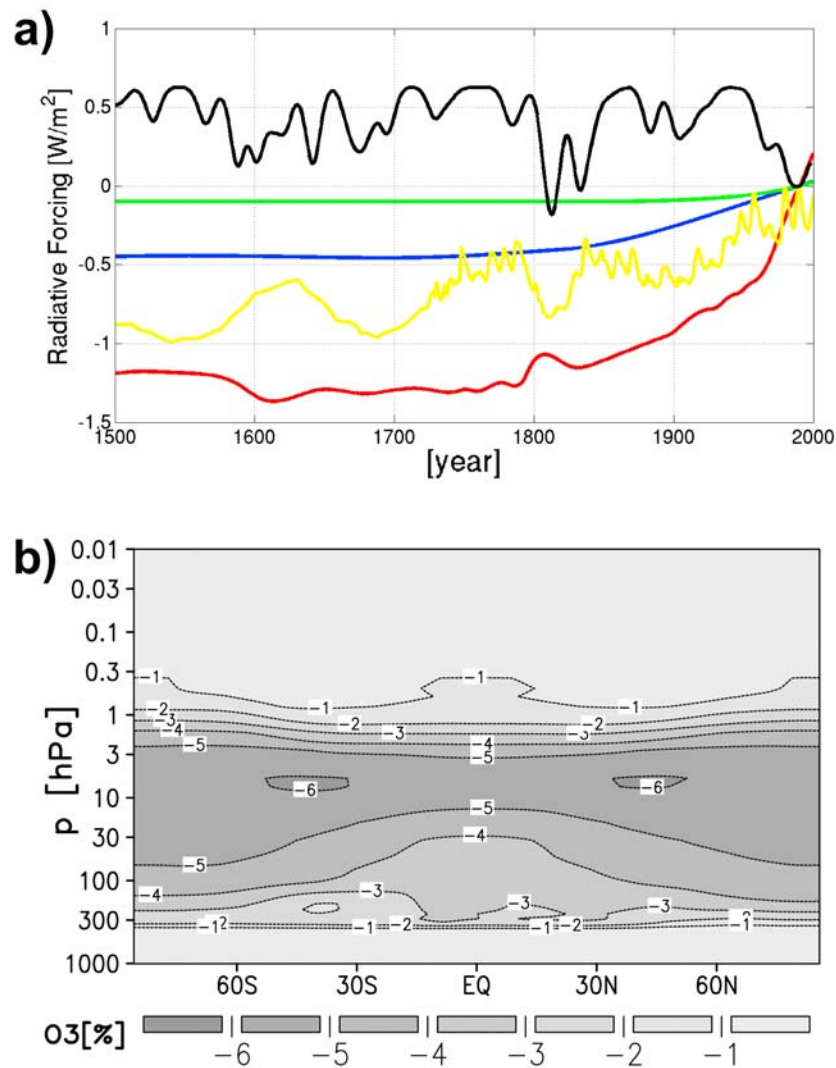 a)
1
0.5
0
-0.5
-1
-1.5
Radiative Forcing [W/m²]
1500 1600 1700 1800 1900 2000
[year]
b)
0.01
0.03
0.1
0.3
1
3
10
30
100
300
1000
p [hPa]
-1 -1
-1 -1
-2 -2 -2
-3 -3 -3
-4 -4
-5 -5
-6 -6
-5
-4
-5
-4 -3 -3 -3
-2 -2 -2 -2
-1 -1 -1 -1
60S 30S EQ 30N 60N
O3[%]
-6 -5 -4 -3 -2 -1